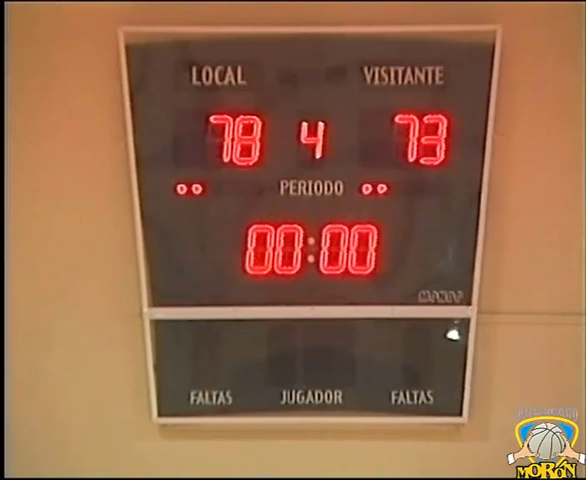 LOCAL VISITANTE
78 4 73
PERIODO
00:00
FALTAS JUGADOR FALTAS
MORÓN